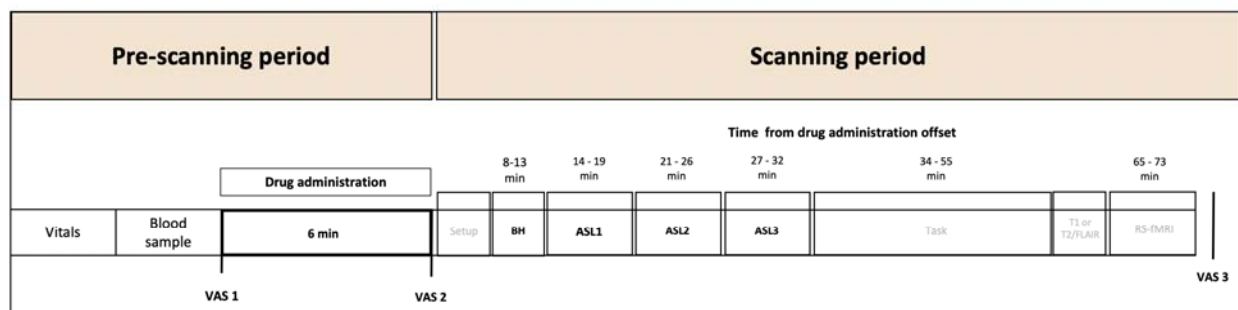 Pre-scanning period
Scanning period
Time from drug administration offset
8-13
min
14 - 19
min
21 - 26
min
27 - 32
min
34 - 55
min
65 - 73
min
Drug administration
Vitals
Blood
sample
6 min
Setup
BH
ASL1
ASL2
ASL3
Task
T1 or
T2/FLAIR
RS-fMRI
VAS 1
VAS 2
VAS 3